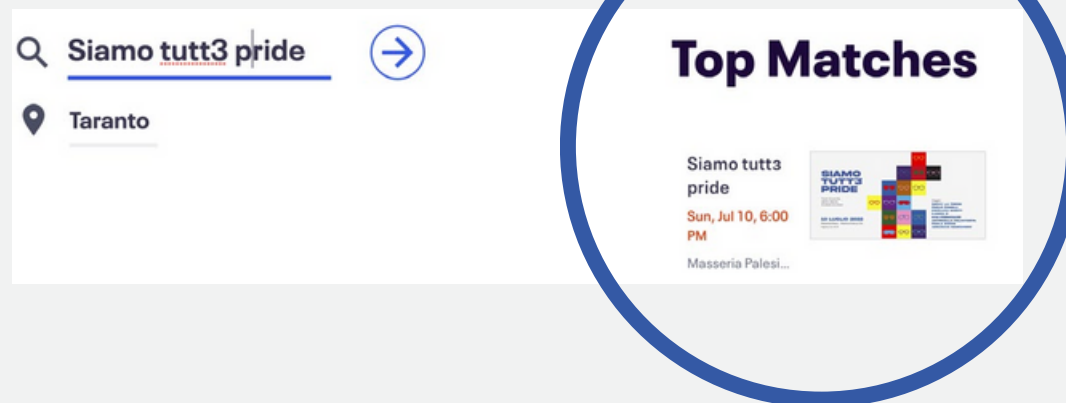 Siamo tutt3 pride
Taranto
Top Matches
Siamo tutt3
pride
Sun, Jul 10, 6:00
PM
Masseria Palesi...
SIAMO
TUTT3
PRIDE